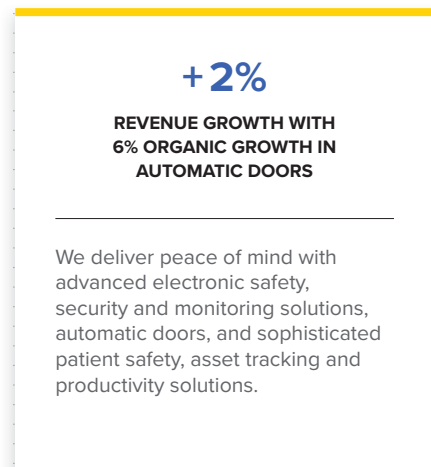 +2%
REVENUE GROWTH WITH
6% ORGANIC GROWTH IN
AUTOMATIC DOORS
We deliver peace of mind with
advanced electronic safety,
security and monitoring solutions,
automatic doors, and sophisticated
patient safety, asset tracking and
productivity solutions.